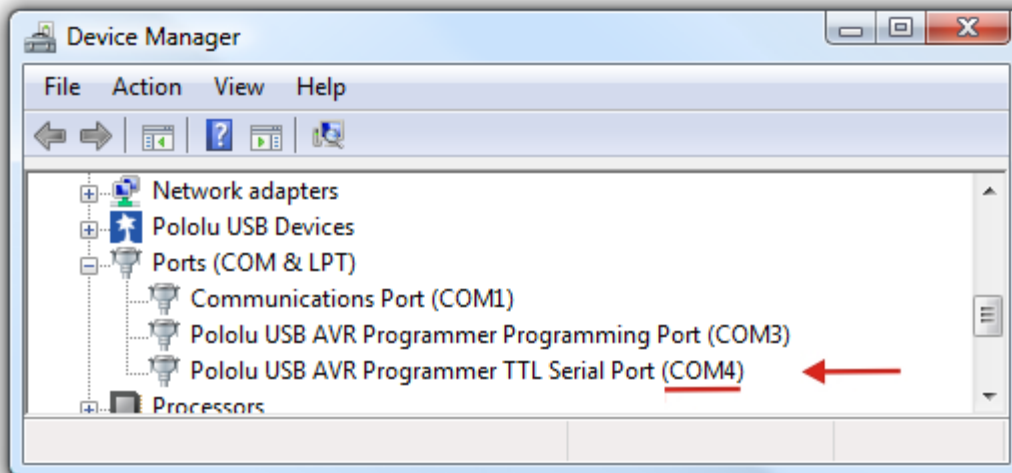 Device Manager
File Action View Help
Network adapters
Pololu USB Devices
Ports (COM & LPT)
Communications Port (COM1)
Pololu USB AVR Programmer Programming Port (COM3)
Pololu USB AVR Programmer TTL Serial Port (COM4)
Processors